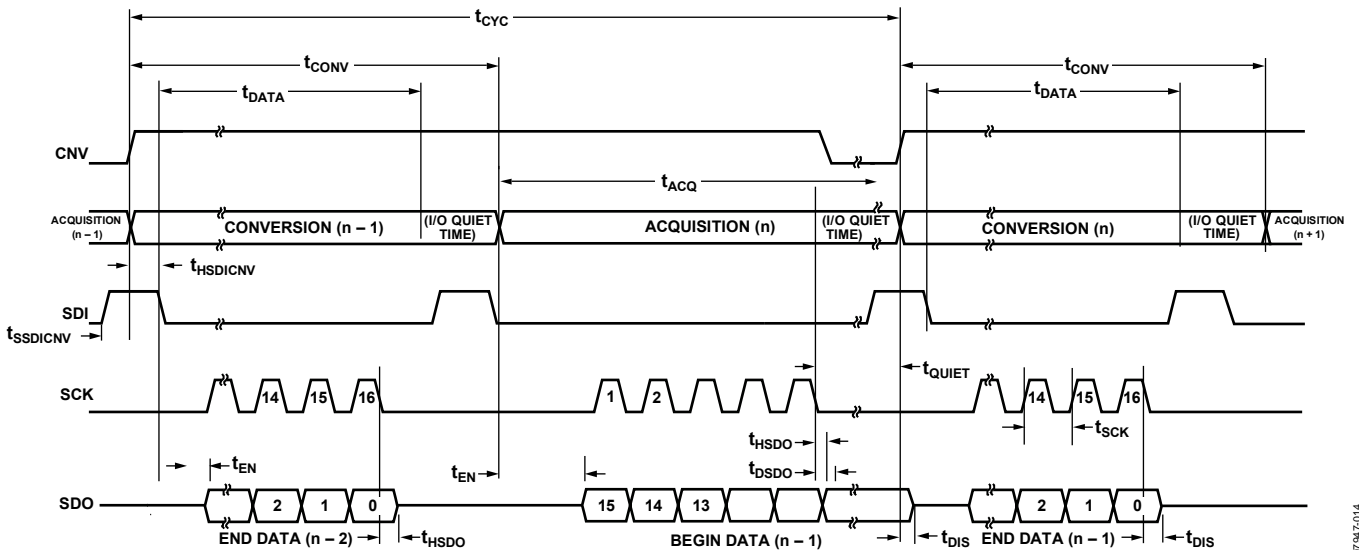 tCYC
tCONV
tCONV
tDATA
tDATA
CNV
tACQ
ACQUISITION
(n – 1)
CONVERSION (n – 1)
(I/O QUIET
TIME)
ACQUISITION (n)
(I/O QUIET
TIME)
CONVERSION (n)
(I/O QUIET
TIME)
ACQUISITION
(n + 1)
tHSDICNV
SDI
tSSDICNV
tQUIET
SCK
14
15
16
1
2
14
15
16
tHSDO
tSCK
tEN
tEN
tDSDO
SDO
2
1
0
15
14
13
2
1
0
END DATA (n – 2)
tHSDO
BEGIN DATA (n – 1)
tDIS
END DATA (n – 1)
tDIS